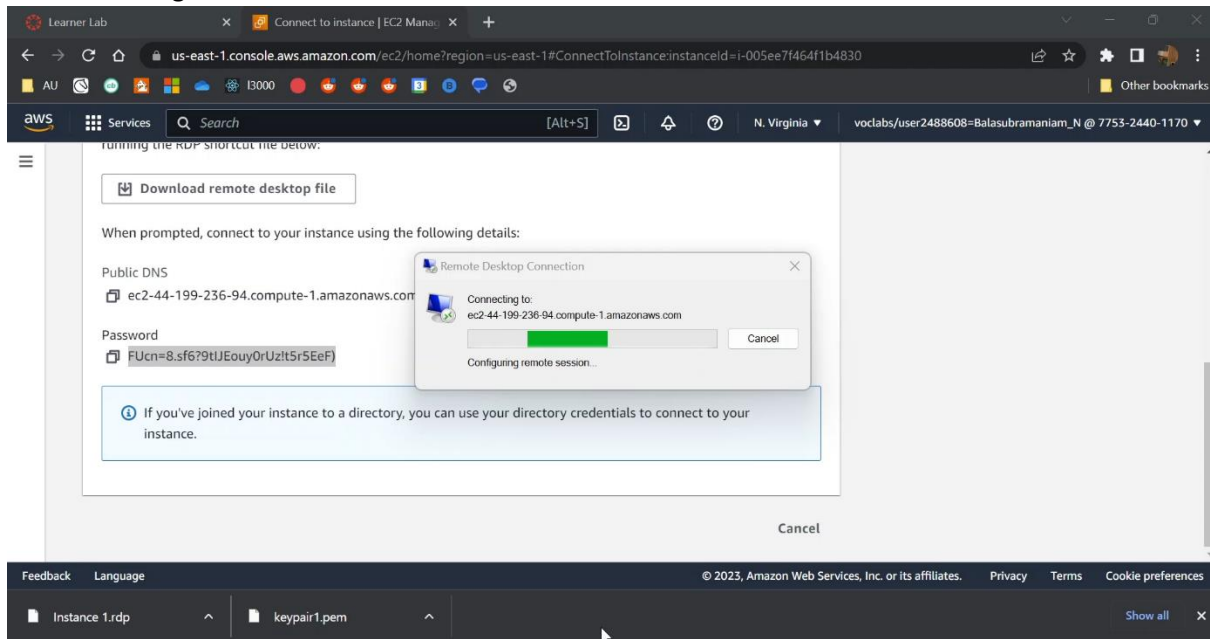 Learner Lab
Connect to instance | EC2 Manag
us-east-1.console.aws.amazon.com/ec2/home?region=us-east-1#ConnectToInstance:instanceId=i-005ee7f464f1b4830
AU
l3000
3
Other bookmarks
aws
Services
Search
[Alt+S]
N. Virginia
voclabs/user2488608=Balasubramaniam_N @ 7753-2440-1170
running the RDP shortcut file below:
Download remote desktop file
When prompted, connect to your instance using the following details:
Public DNS
ec2-44-199-236-94.compute-1.amazonaws.com
Password
FUcn=8.sf6?9tIJEouy0rUz!t5r5EeF)
Remote Desktop Connection
Connecting to:
ec2-44-199-236-94.compute-1.amazonaws.com
Cancel
Configuring remote session...
If you've joined your instance to a directory, you can use your directory credentials to connect to your
instance.
Cancel
Feedback
Language
© 2023, Amazon Web Services, Inc. or its affiliates.
Privacy
Terms
Cookie preferences
Instance 1.rdp
keypair1.pem
Show all